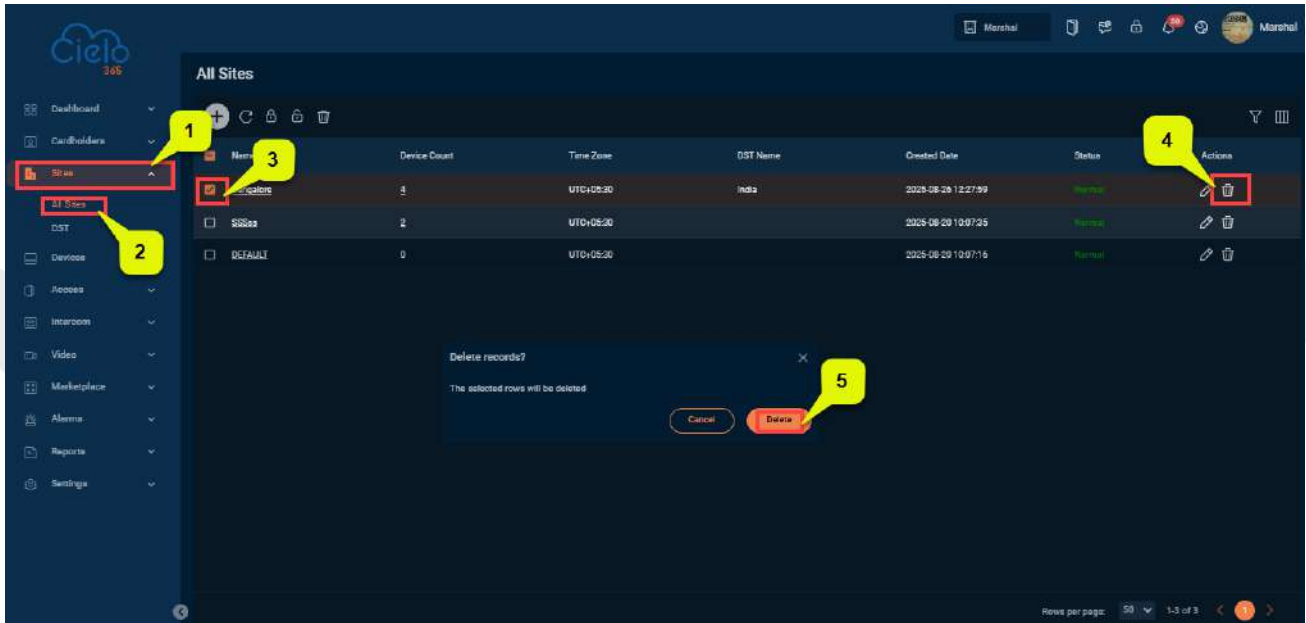 Cielo
365
Marshal
Marshal
All Sites
Dashboard
Cardholders
Sites
All Sites
DST
Devices
Access
Intercom
Video
Marketplace
Alarms
Reports
Settings
1
2
3
4
5
Device Count Time Zone DST Name Created Date Status Actions
4 UTC+05:30 India 2025-08-26 12:27:59 Normal
2 UTC+05:30 2025-08-20 10:07:35 Normal
DEFAULT 0 UTC+05:30 2025-08-20 10:07:16 Normal
Delete records?
The selected rows will be deleted
Cancel Delete
Rows per page: 50 1-3 of 3 1